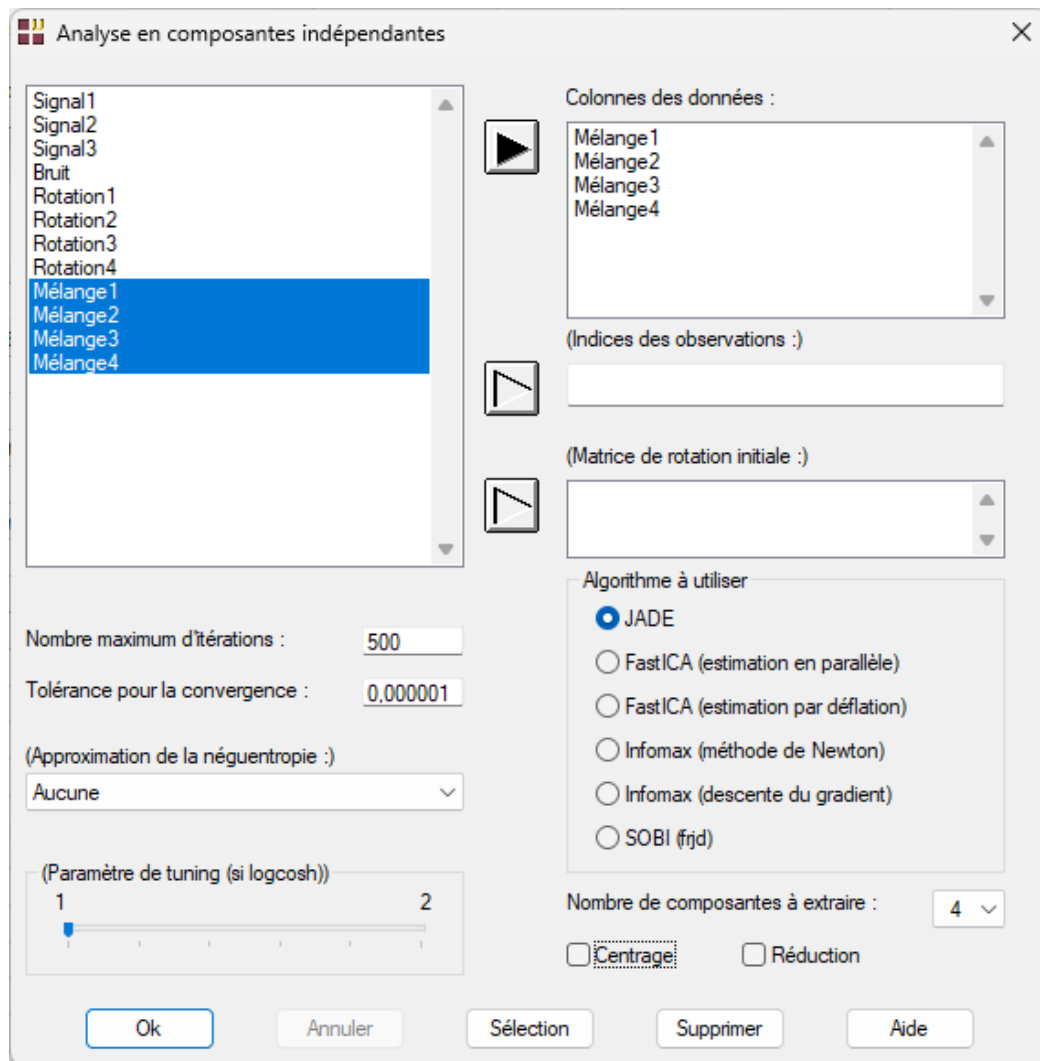 Analyse en composantes indépendantes
Signal1
Signal2
Signal3
Bruit
Rotation1
Rotation2
Rotation3
Rotation4
Mélange1
Mélange2
Mélange3
Mélange4
Colonnes des données :
Mélange1
Mélange2
Mélange3
Mélange4
(Indices des observations :)
(Matrice de rotation initiale :)
Nombre maximum d'itérations : 500
Tolérance pour la convergence : 0,000001
(Approximation de la néguentropie :)
Aucune
(Paramètre de tuning (si logcosh))
1 2
Algorithme à utiliser
JADE
FastICA (estimation en parallèle)
FastICA (estimation par déflation)
Infomax (méthode de Newton)
Infomax (descente du gradient)
SOBI (frjd)
Nombre de composantes à extraire : 4
Centrage Réduction
Ok Annuler Sélection Supprimer Aide